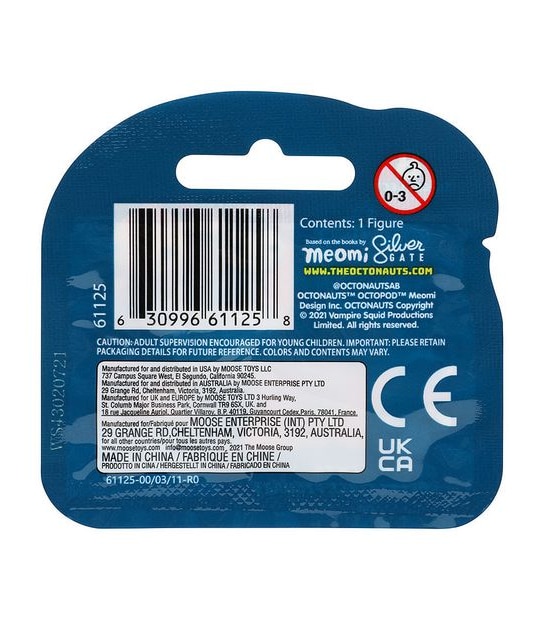 0-3
Contents: 1 Figure
Based on the books by
meomi Silver GATE
WWW.THEOCTONAUTS.COM
@OCTONAUTSAB
OCTONAUTS™ OCTOPOD™ Meomi
Design Inc. OCTONAUTS Copyright
© 2021 Vampire Squid Productions
Limited. All rights reserved.
61125
6 30996 61125 8
CAUTION: ADULT SUPERVISION ENCOURAGED FOR YOUNG CHILDREN. IMPORTANT: PLEASE RETAIN
PACKAGING DETAILS FOR FUTURE REFERENCE. COLORS AND CONTENTS MAY VARY.
Manufactured for and distributed in USA by MOOSE TOYS LLC
737 Campus Square West, El Segundo, California 90245.
Manufactured for and distributed in AUSTRALIA by MOOSE ENTERPRISE PTY LTD
29 Grange Rd, Cheltenham, Victoria, 3192, Australia.
Manufactured for UK and EUROPE by MOOSE TOYS LTD 3 Hurling Way,
St. Columb Major Business Park, Cornwall TR9 6SX, UK, and
18 rue Jacqueline Auriol, Quartier Villaroy, B.P. 40119, Guyancourt Cedex,Paris, 78041, France.
Manufactured for/Fabriqué pour MOOSE ENTERPRISE (INT) PTY LTD
29 GRANGE RD,CHELTENHAM, VICTORIA, 3192, AUSTRALIA,
for all other countries/pour tous les autres pays.
www.moosetoys.com info@moosetoys.com 2021 The Moose Group
MADE IN CHINA / FABRIQUÉ EN CHINE /
PRODOTTO IN CINA / HERGESTELLT IN CHINA / FABRICADO EN CHINA
61125-00/03/11-R0
WS43020721
CE
UK
CA